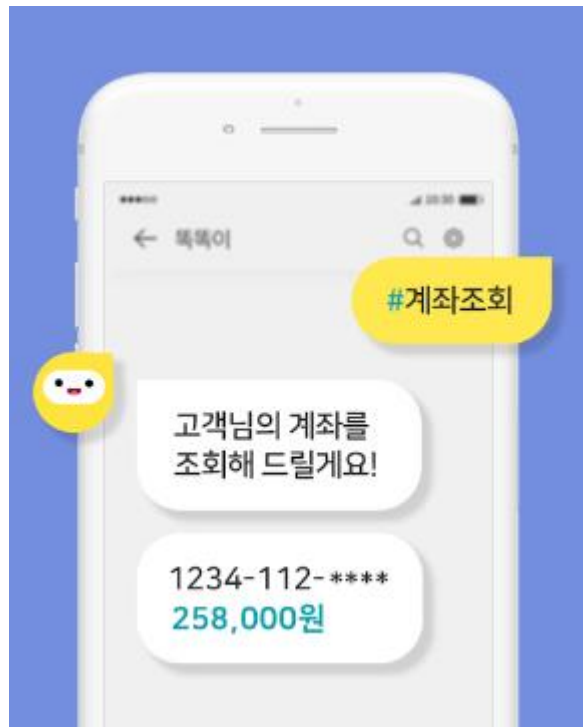 똑똑이
#계좌조회
고객님의 계좌를
조회해 드릴게요!
1234-112-****
258,000원